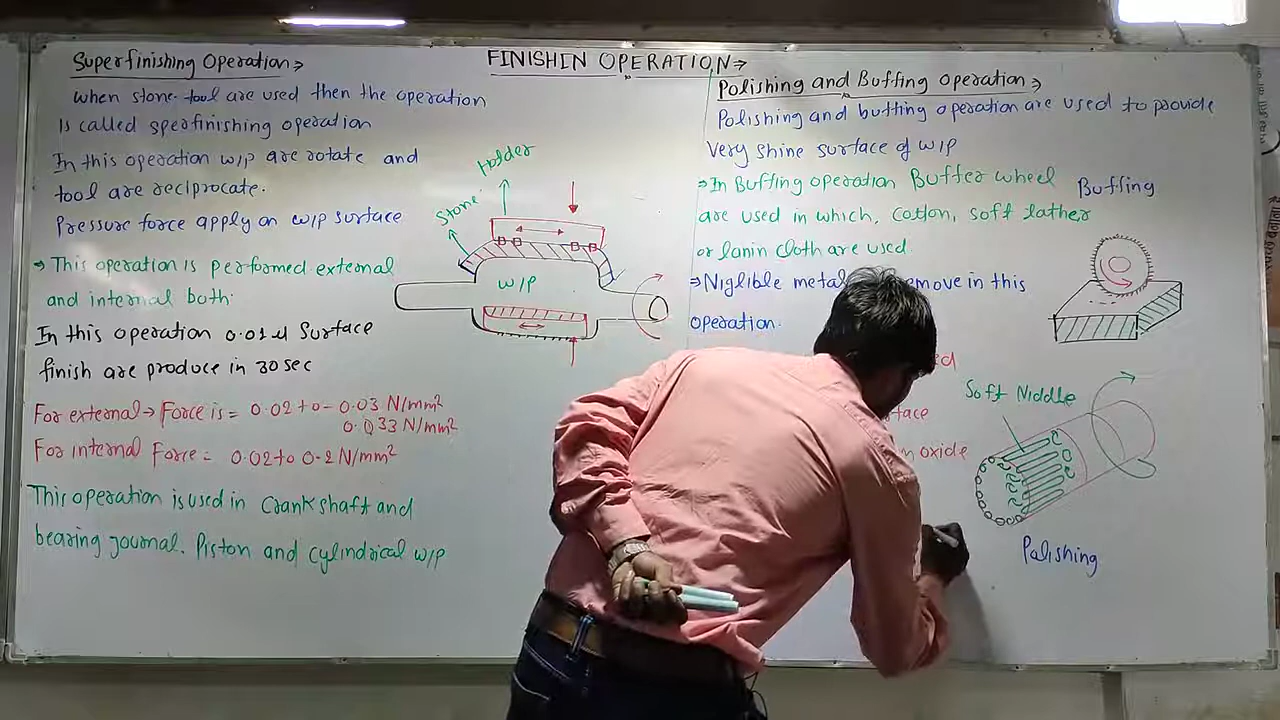 FINISHIN OPERATION
Superfinishing Operation
when stone tool are used then the operation
Is called sperfinishing operation
In this operation w/p are rotate and
tool are reciprocate.
Pressure force apply on w/p surface
This operation is performed external
and internal both.
In this operation 0.01 μ Surface
finish are produce in 30 sec
For external → Force is = 0.02 to - 0.03 N/mm²
0.033 N/mm²
For internal Force = 0.02 to 0.2 N/mm²
This operation is used in Crank shaft and
bearing journal. Piston and cylindrical w/p
Holder
Stone
W/P
Polishing and Buffing Operation
Polishing and buffing operation are used to provide
Very shine surface of w/p
⇒ In Buffing operation Buffer wheel
are used in which, Cotton, soft lather
or lanin cloth are used.
⇒ Niglible metal emove in this
operation.
ed
rface
oxide
Buffing
Soft Niddle
Polishing